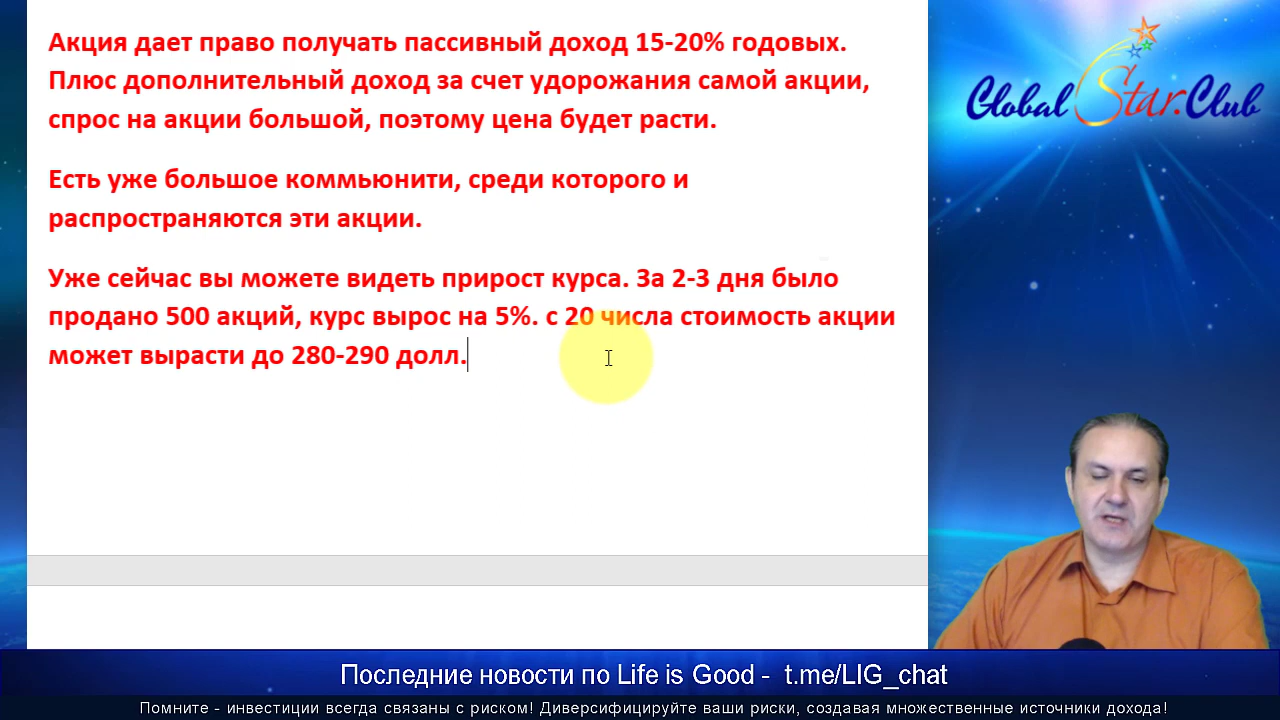 Акция дает право получать пассивный доход 15-20% годовых.
Плюс дополнительный доход за счет удорожания самой акции,
спрос на акции большой, поэтому цена будет расти.
Есть уже большое коммьюнити, среди которого и
распространяются эти акции.
Уже сейчас вы можете видеть прирост курса. За 2-3 дня было
продано 500 акций, курс вырос на 5%. с 20 числа стоимость акции
может вырасти до 280-290 долл.
Global Star.Club
Последние новости по Life is Good - t.me/LIG_chat
Помните - инвестиции всегда связаны с риском! Диверсифицируйте ваши риски, создавая множественные источники дохода!